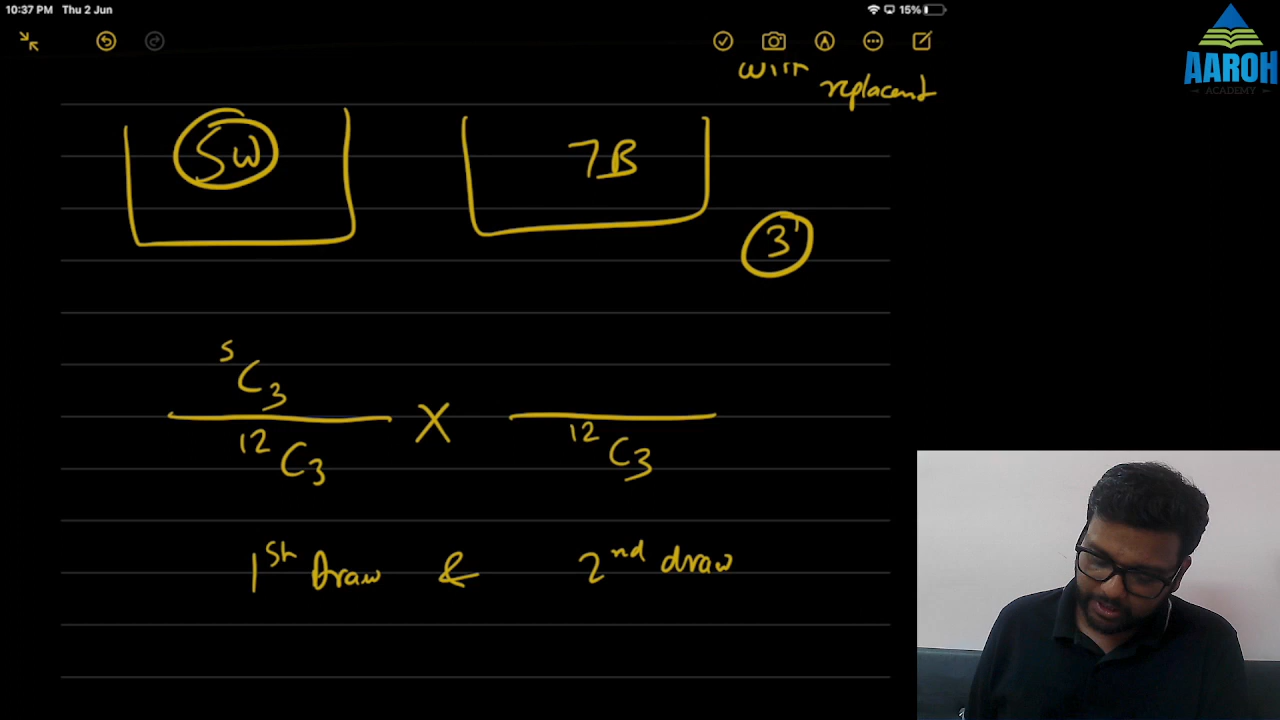 10:37 PM Thu 2 Jun
15%
AAROH
ACADEMY
with
replacent
5W
7B
3
5C3
12C3
X
12C3
1st Draw & 2nd draw